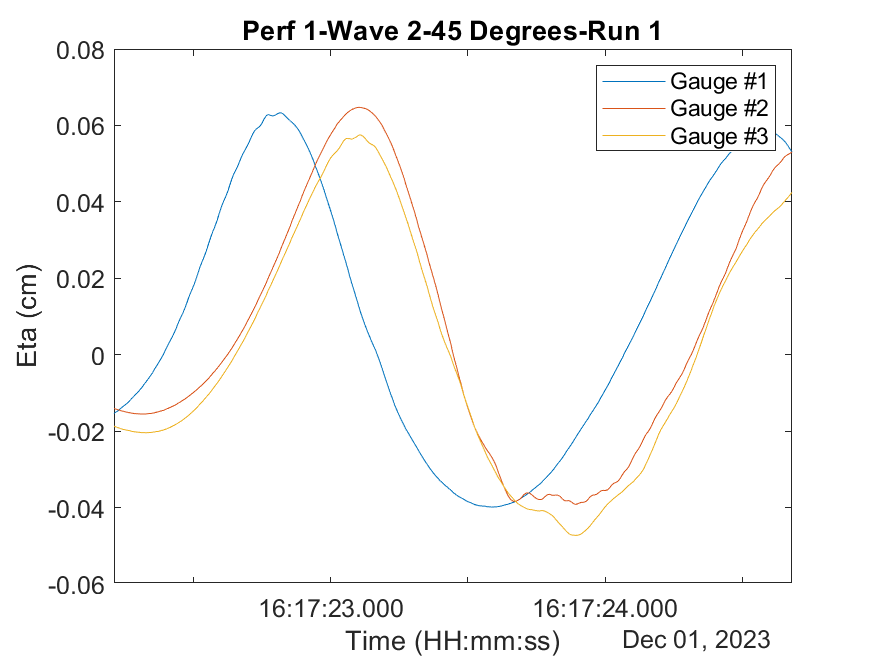 Perf 1-Wave 2-45 Degrees-Run 1
0.08
0.06
0.04
0.02
0
-0.02
-0.04
-0.06
Eta (cm)
Gauge #1
Gauge #2
Gauge #3
16:17:23.000
16:17:24.000
Time (HH:mm:ss)
Dec 01, 2023